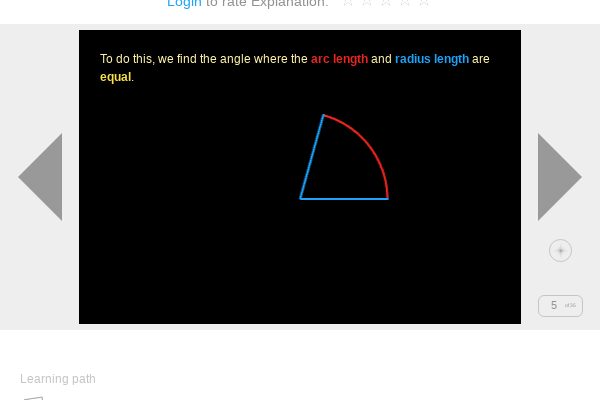 Login to rate Explanation:
To do this, we find the angle where the arc length and radius length are
equal.
5 of 26
Learning path